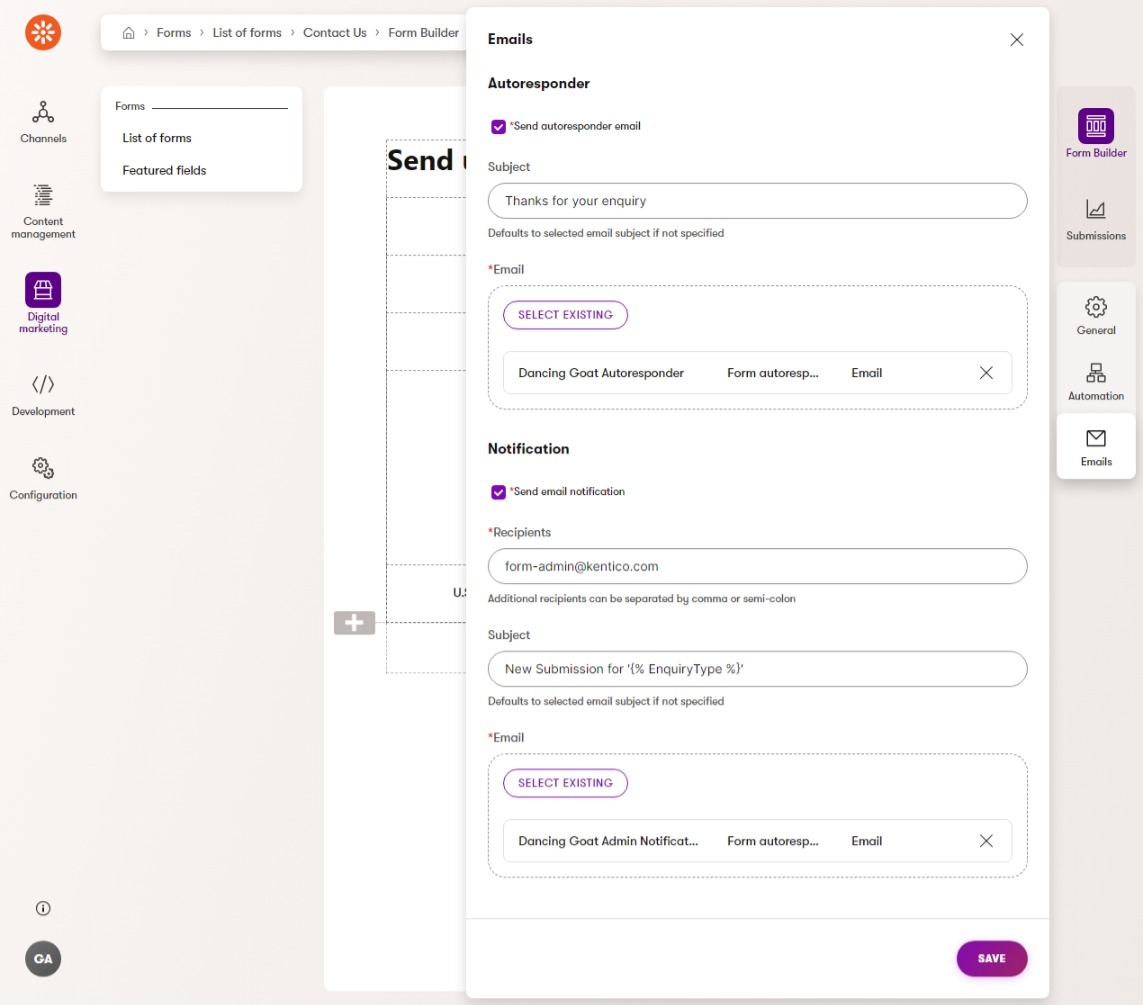 Forms › List of forms › Contact Us › Form Builder
Channels
Content
management
Digital
marketing
Development
Configuration
GA
Forms
List of forms
Featured fields
Send u
U.S
Emails
Autoresponder
*Send autoresponder email
Subject
Thanks for your enquiry
Defaults to selected email subject if not specified
*Email
SELECT EXISTING
Dancing Goat Autoresponder Form autoresp... Email
Notification
*Send email notification
*Recipients
form-admin@kentico.com
Additional recipients can be separated by comma or semi-colon
Subject
New Submission for '{% EnquiryType %}'
Defaults to selected email subject if not specified
*Email
SELECT EXISTING
Dancing Goat Admin Notificat... Form autoresp... Email
SAVE
Form Builder
Submissions
General
Automation
Emails